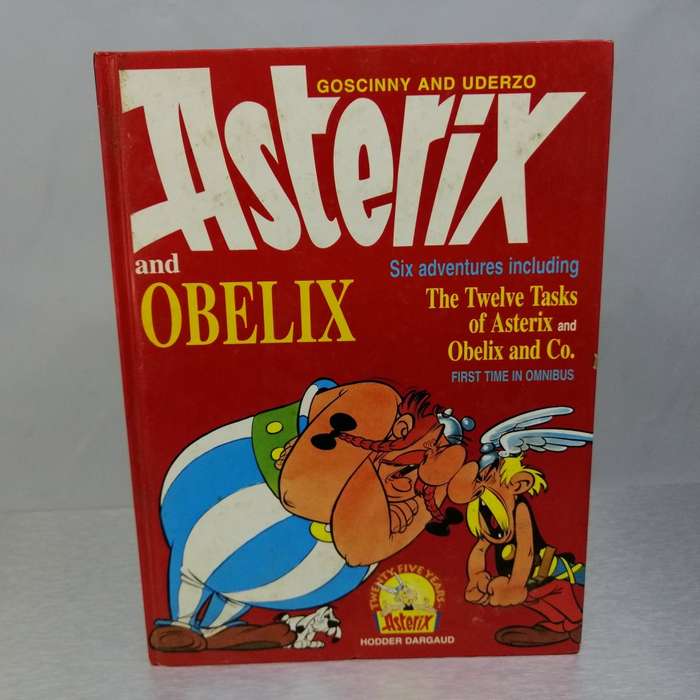 GOSCINNY AND UDERZO
Asterix
and
OBELIX
Six adventures including
The Twelve Tasks
of Asterix and
Obelix and Co.
FIRST TIME IN OMNIBUS
TWENTY FIVE YEARS
Asterix
HODDER DARGAUD